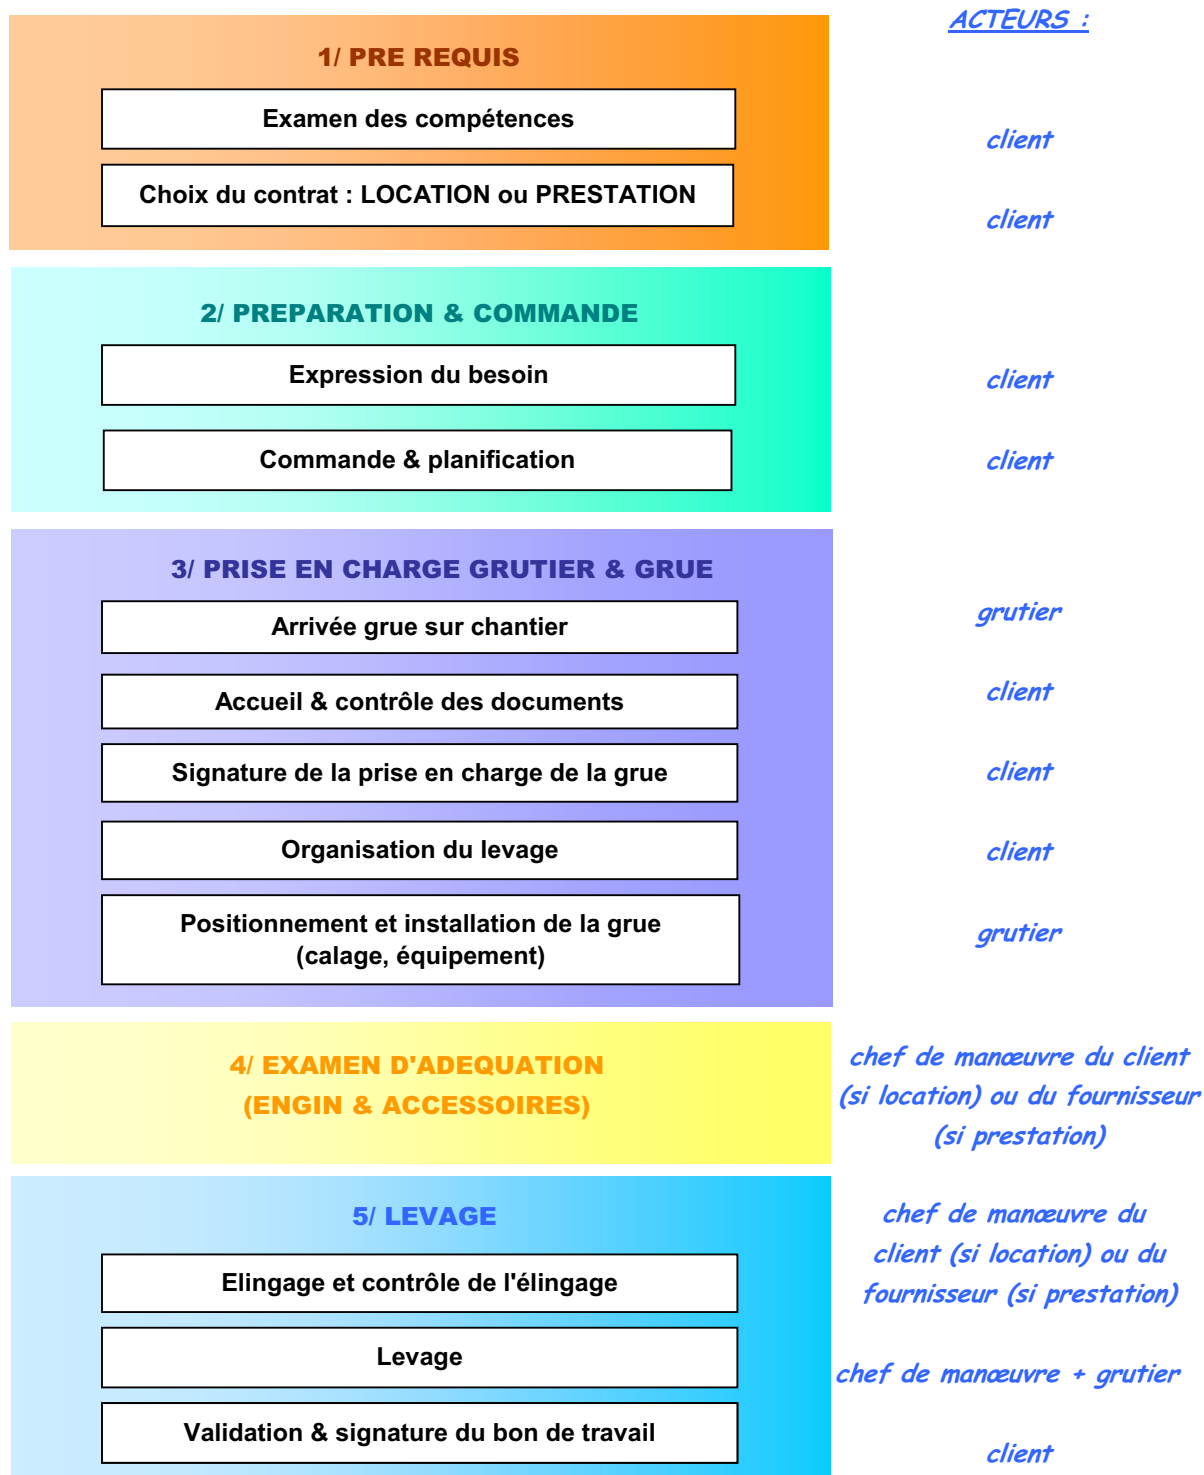 ACTEURS :
1/ PRE REQUIS
Examen des compétences
client
Choix du contrat : LOCATION ou PRESTATION
client
2/ PREPARATION & COMMANDE
Expression du besoin
client
Commande & planification
client
3/ PRISE EN CHARGE GRUTIER & GRUE
Arrivée grue sur chantier
grutier
Accueil & contrôle des documents
client
Signature de la prise en charge de la grue
client
Organisation du levage
client
Positionnement et installation de la grue
(calage, équipement)
grutier
4/ EXAMEN D'ADEQUATION
(ENGIN & ACCESSOIRES)
chef de manœuvre du client
(si location) ou du fournisseur
(si prestation)
5/ LEVAGE
Elingage et contrôle de l'élingage
chef de manœuvre du
client (si location) ou du
fournisseur (si prestation)
Levage
chef de manœuvre + grutier
Validation & signature du bon de travail
client